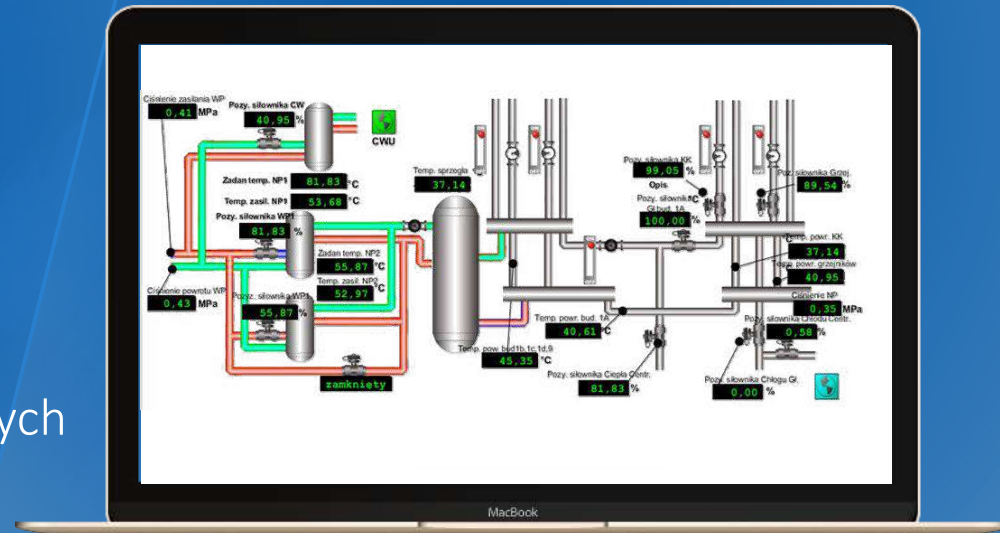 Ciśnienie zasilania WP
0,41 MPa
Pozy. siłownika CW
40,95 %
CWU
Zadan temp. NP1
81,83 °C
Temp. zasil. NP1
53,68 °C
Pozy. siłownika WP1
81,83 %
Zadan temp. NP2
55,87 °C
Temp. zasil. NP2
52,97 °C
Ciśnienie powrotu WP
0,43 MPa
Pozyz. siłownika WP1
55,87 %
zamknięty
Temp. sprzęgła
37,14
Pozy. siłownika KK
99,05 %
Opis.
Pozy. siłownika
Gł bud. 1A
100,00 %
Poz. siłownika Grzej.
89,54 %
Temp. powr. KK
37,14
Temp. powr. grzejników
40,95
Ciśnienie NP
0,35 MPa
Pozy. siłownika Chłodu Centr.
0,58 %
Temp. powr. bud. 1A
40,61 °C
Temp. pow. bud1b,1c,1d,9.
45,35 °C
Pozy. siłownika Ciepła Centr.
81,83 %
Pozy. siłownika Chłogu Gł.
0,00 %
ych
MacBook